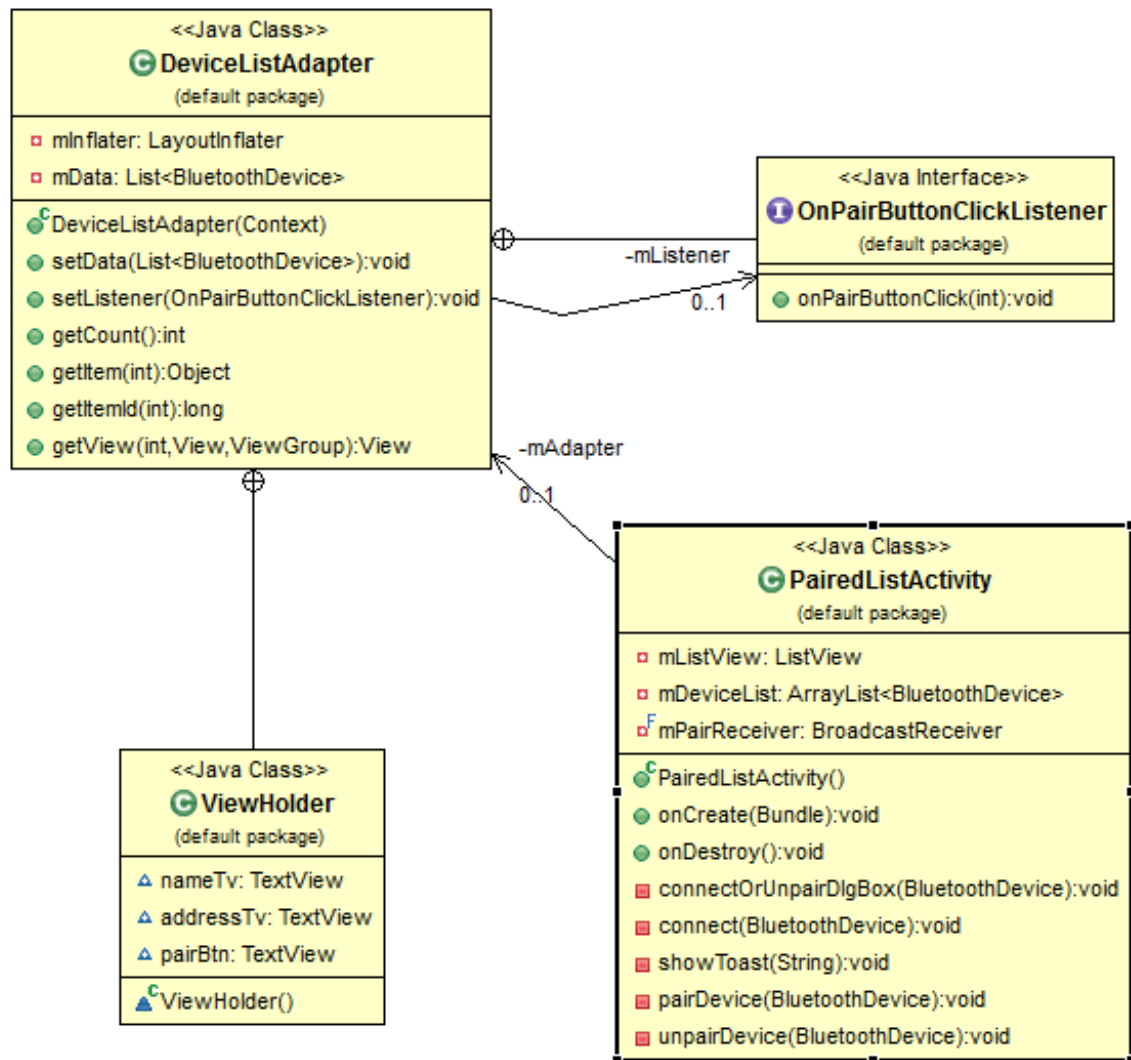 <<Java Class>>
DeviceListAdapter
(default package)
mInflater: LayoutInflater
mData: List<BluetoothDevice>
DeviceListAdapter(Context)
setData(List<BluetoothDevice>):void
setListener(OnPairButtonClickListener):void
getCount():int
getItem(int):Object
getItemId(int):long
getView(int,View,ViewGroup):View
<<Java Interface>>
OnPairButtonClickListener
(default package)
onPairButtonClick(int):void
-mListener
0..1
-mAdapter
0..1
<<Java Class>>
PairedListActivity
(default package)
mListView: ListView
mDeviceList: ArrayList<BluetoothDevice>
mPairReceiver: BroadcastReceiver
PairedListActivity()
onCreate(Bundle):void
onDestroy():void
connectOrUnpairDlgBox(BluetoothDevice):void
connect(BluetoothDevice):void
showToast(String):void
pairDevice(BluetoothDevice):void
unpairDevice(BluetoothDevice):void
<<Java Class>>
ViewHolder
(default package)
nameTv: TextView
addressTv: TextView
pairBtn: TextView
ViewHolder()